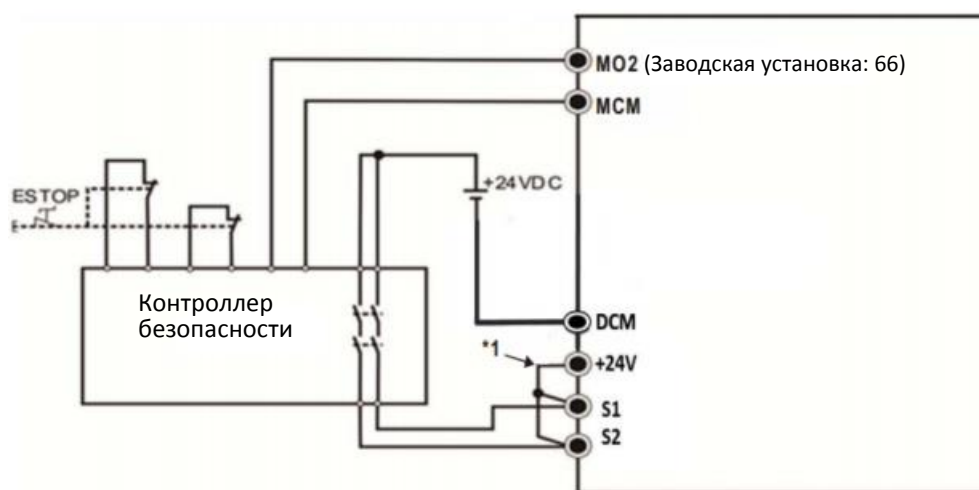 MO2 (Заводская установка: 66)
MCM
+24VDC
ESTOP
Контроллер
безопасности
DCM
*1
+24V
S1
S2